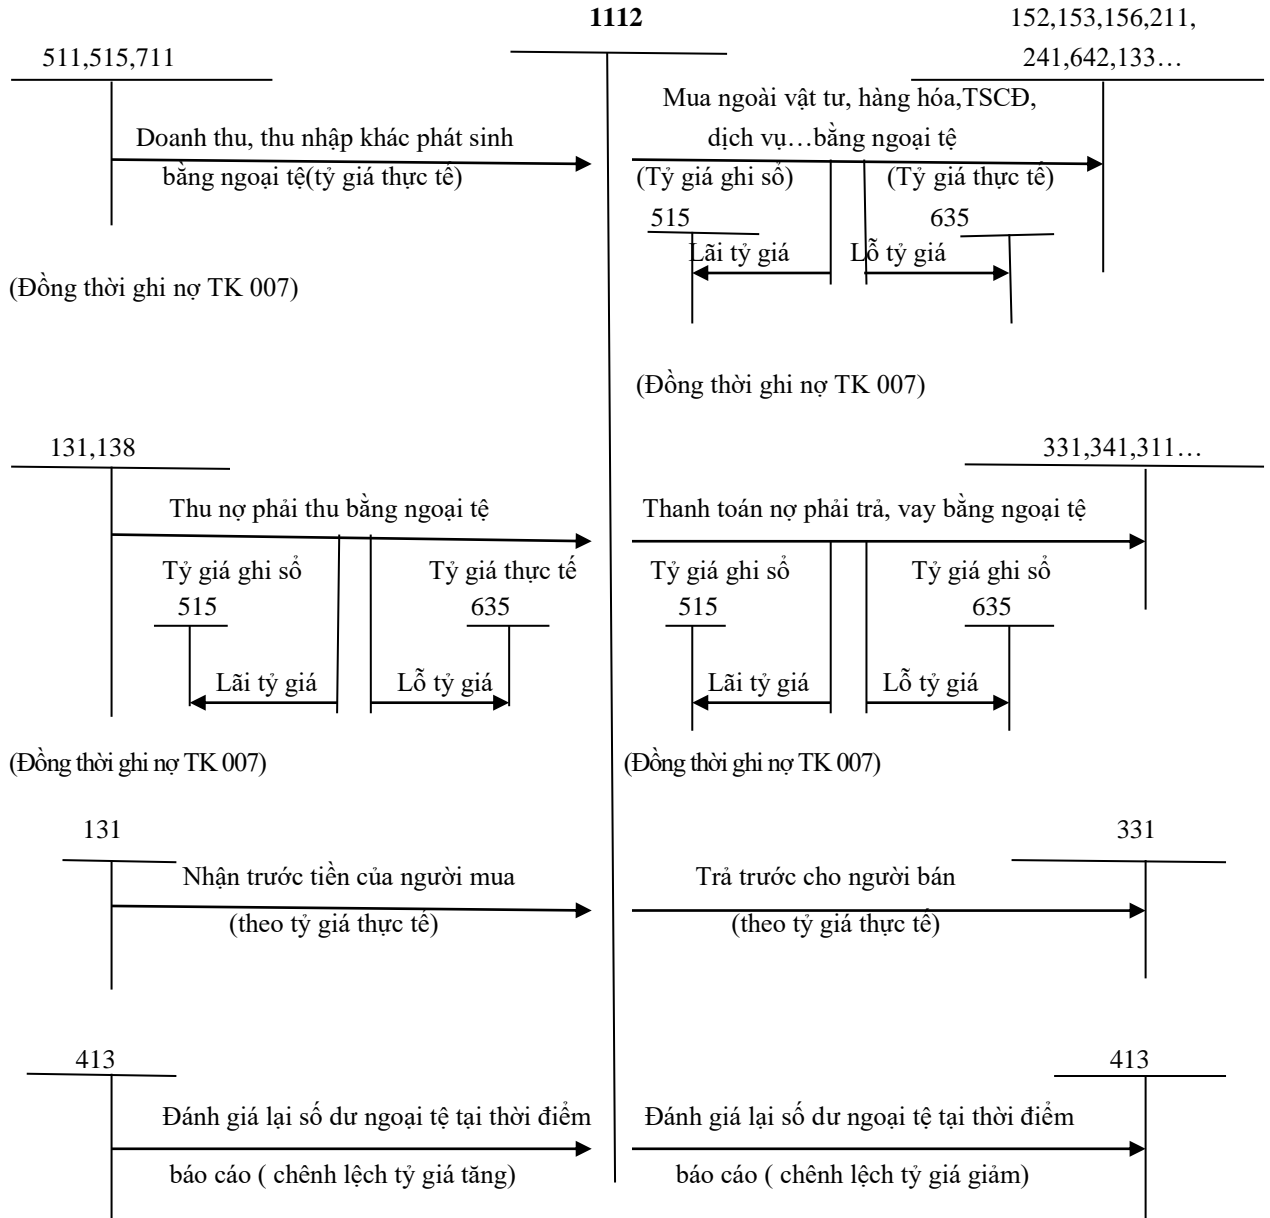 1112
152,153,156,211,
511,515,711
241,642,133…
Mua ngoài vật tư, hàng hóa,TSCĐ,
Doanh thu, thu nhập khác phát sinh
dịch vụ…bằng ngoại tệ
bằng ngoại tệ(tỷ giá thực tế)
(Tỷ giá ghi sổ)
(Tỷ giá thực tế)
515
635
Lãi tỷ giá
Lỗ tỷ giá
(Đồng thời ghi nợ TK 007)
(Đồng thời ghi nợ TK 007)
131,138
331,341,311…
Thu nợ phải thu bằng ngoại tệ
Thanh toán nợ phải trả, vay bằng ngoại tệ
Tỷ giá ghi sổ
Tỷ giá thực tế
Tỷ giá ghi sổ
Tỷ giá ghi sổ
515
635
515
635
Lãi tỷ giá
Lỗ tỷ giá
Lãi tỷ giá
Lỗ tỷ giá
(Đồng thời ghi nợ TK 007)
(Đồng thời ghi nợ TK 007)
131
331
Nhận trước tiền của người mua
Trả trước cho người bán
(theo tỷ giá thực tế)
(theo tỷ giá thực tế)
413
413
Đánh giá lại số dư ngoại tệ tại thời điểm
Đánh giá lại số dư ngoại tệ tại thời điểm
báo cáo ( chênh lệch tỷ giá tăng)
báo cáo ( chênh lệch tỷ giá giảm)